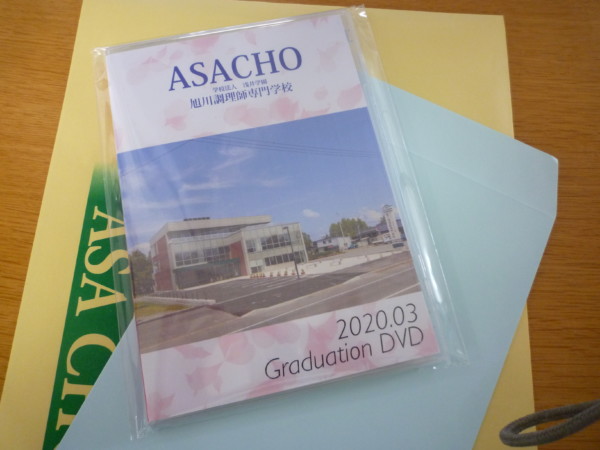 ASACHO
学校法人 浅井学園
旭川調理師専門学校
2020.03
Graduation DVD
ASA CH